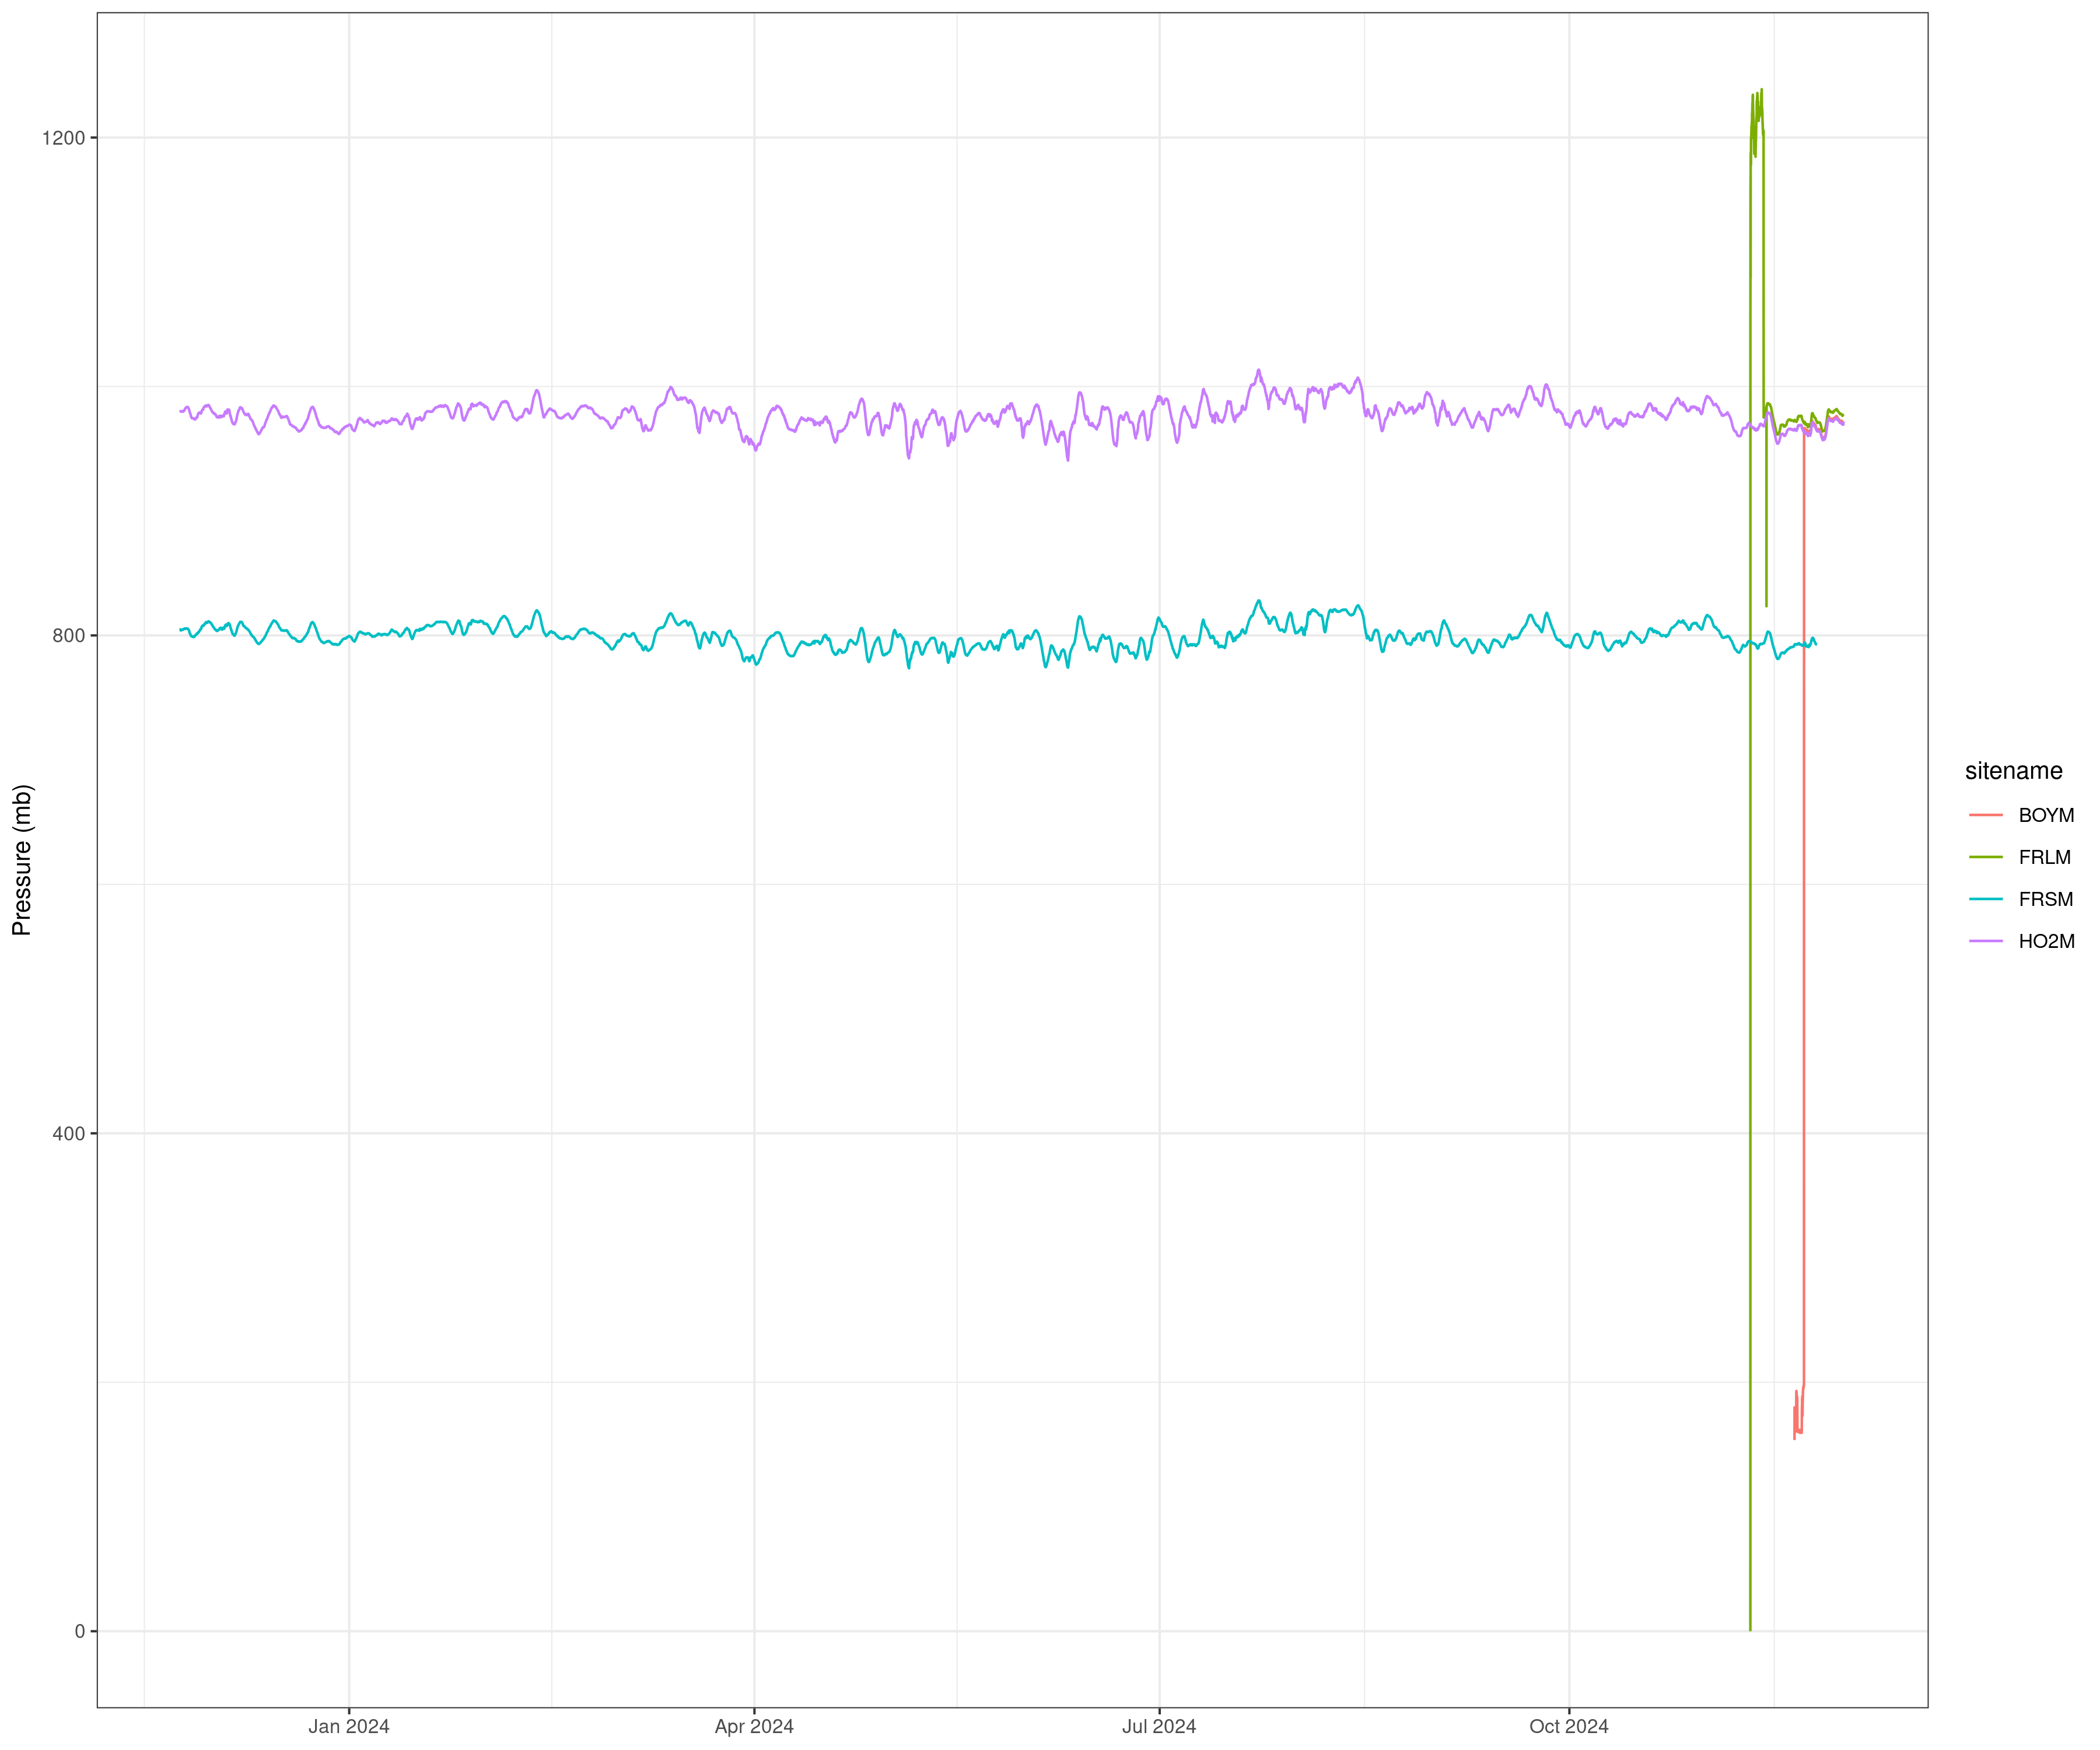 1200
800
400
0
Pressure (mb)
Jan 2024
Apr 2024
Jul 2024
Oct 2024
sitename
BOYM
FRLM
FRSM
HO2M